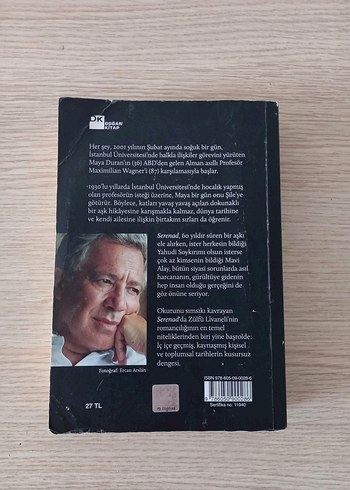 DK
DOĞAN
KİTAP
Her şey, 2001 yılının Şubat ayında soğuk bir gün,
İstanbul Üniversitesi'nde halkla ilişkiler görevini yürüten
Maya Duran'ın (36) ABD'den gelen Alman asıllı Profesör
Maximilian Wagner'i (87) karşılamasıyla başlar.
1930'lu yıllarda İstanbul Üniversitesi'nde hocalık yapmış
olan profesörün isteği üzerine, Maya bir gün onu Şile'ye
götürür. Böylece, katları yavaş yavaş açılan dokunaklı
bir aşk hikâyesine karışmakla kalmaz, dünya tarihine
ve kendi ailesine ilişkin birtakım sırları da öğrenir.
Serenad, 60 yıldır süren bir aşkı
ele alırken, ister herkesin bildiği
Yahudi Soykırımı olsun isterse
çok az kimsenin bildiği Mavi
Alay, bütün siyasi sorunlarda asıl
harcananın, gürültüye gidenin
hep insan olduğu gerçeğini de
göz önüne seriyor.
Okurunu sımsıkı kavrayan
Serenad'da Zülfü Livaneli'nin
romancılığının en temel
niteliklerinden biri yine başrolde:
İç içe geçmiş, kaynaşmış kişisel
ve toplumsal tarihlerin kusursuz
dengesi.
Fotoğraf: Ercan Arslan
ISBN 978-605-09-0028-6
Sertifika no: 11940
27 TL
9 786050 900286